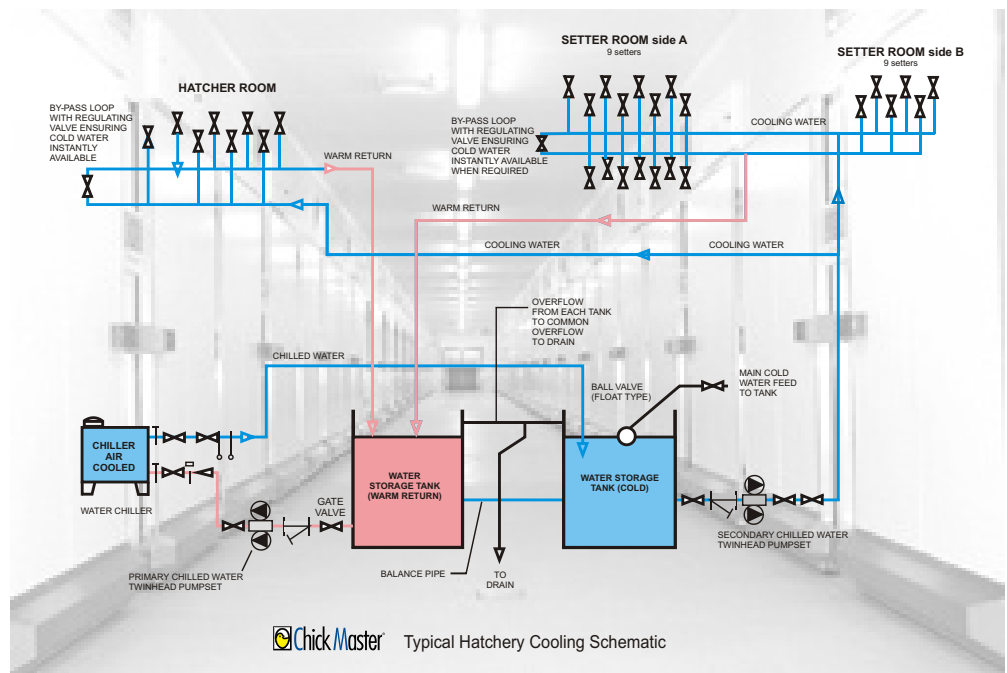 SETTER ROOM side A
9 setters
SETTER ROOM side B
9 setters
HATCHER ROOM
BY-PASS LOOP
WITH REGULATING
VALVE ENSURING
COLD WATER
INSTANTLY
AVAILABLE
BY-PASS LOOP
WITH REGULATING
VALVE ENSURING
COLD WATER
INSTANTLY AVAILABLE
WHEN REQUIRED
COOLING WATER
WARM RETURN
WARM RETURN
COOLING WATER
COOLING WATER
OVERFLOW
FROM EACH TANK
TO COMMON
OVERFLOW
TO DRAIN
CHILLED WATER
BALL VALVE
(FLOAT TYPE)
MAIN COLD
WATER FEED
TO TANK
CHILLER
AIR
COOLED
WATER CHILLER
WATER
STORAGE TANK
(WARM RETURN)
WATER STORAGE
TANK (COLD)
GATE
VALVE
SECONDARY CHILLED WATER
TWINHEAD PUMPSET
PRIMARY CHILLED WATER
TWINHEAD PUMPSET
BALANCE PIPE
TO
DRAIN
ChickMaster Typical Hatchery Cooling Schematic